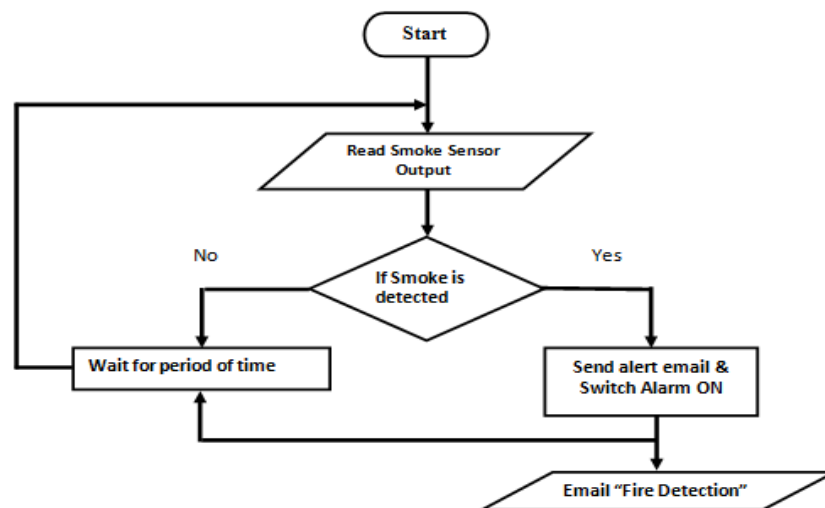 Start
Read Smoke Sensor
Output
No
Yes
If Smoke is
detected
Wait for period of time
Send alert email &
Switch Alarm ON
Email “Fire Detection”